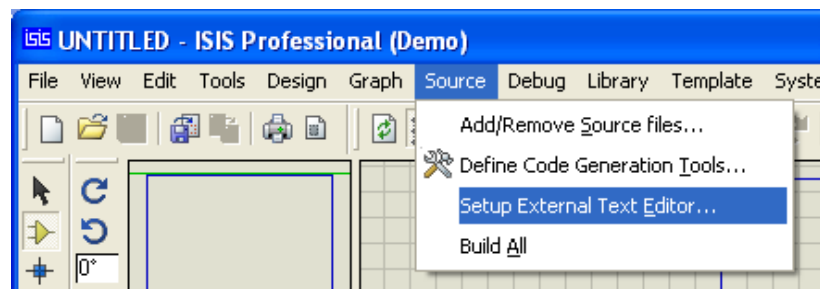 isis UNTITLED - ISIS Professional (Demo)
File View Edit Tools Design Graph Source Debug Library Template Syste
Add/Remove Source files...
Define Code Generation Tools...
Setup External Text Editor...
Build All
0°